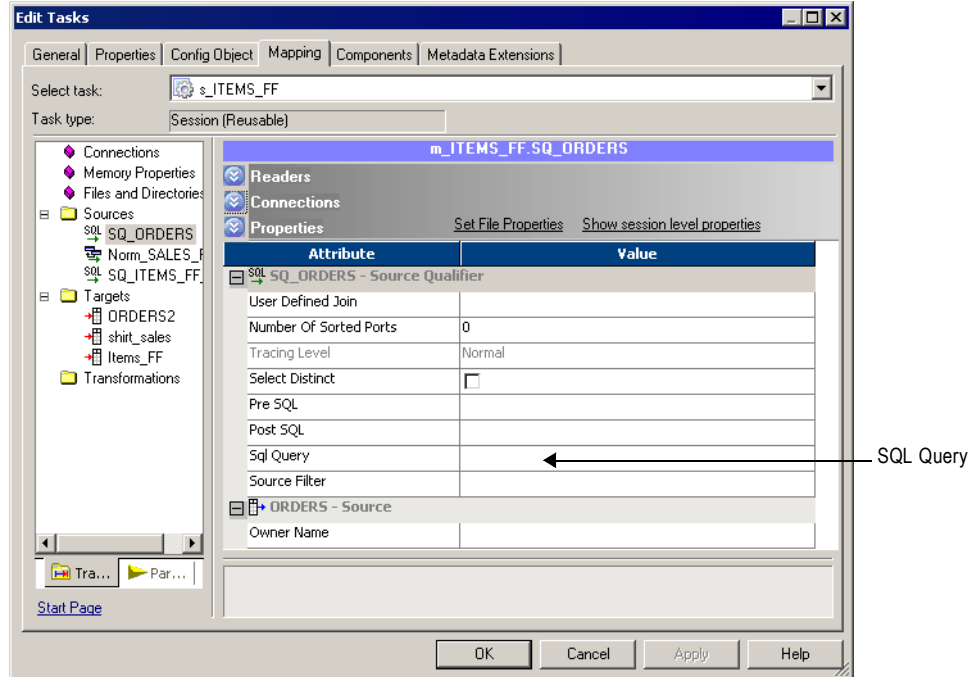 Edit Tasks
General Properties Config Object Mapping Components Metadata Extensions
Select task: s_ITEMS_FF
Task type: Session (Reusable)
Connections
Memory Properties
Files and Directories
Sources
SQL SQ_ORDERS
Norm_SALES_F
SQL SQ_ITEMS_FF_
Targets
ORDERS2
shirt_sales
Items_FF
Transformations
Tra... Par...
Start Page
m_ITEMS_FF.SQ_ORDERS
Readers
Connections
Properties Set File Properties Show session level properties
Attribute Value
SQL SQ_ORDERS - Source Qualifier
User Defined Join
Number Of Sorted Ports 0
Tracing Level Normal
Select Distinct
Pre SQL
Post SQL
Sql Query
Source Filter
ORDERS - Source
Owner Name
SQL Query
OK Cancel Apply Help